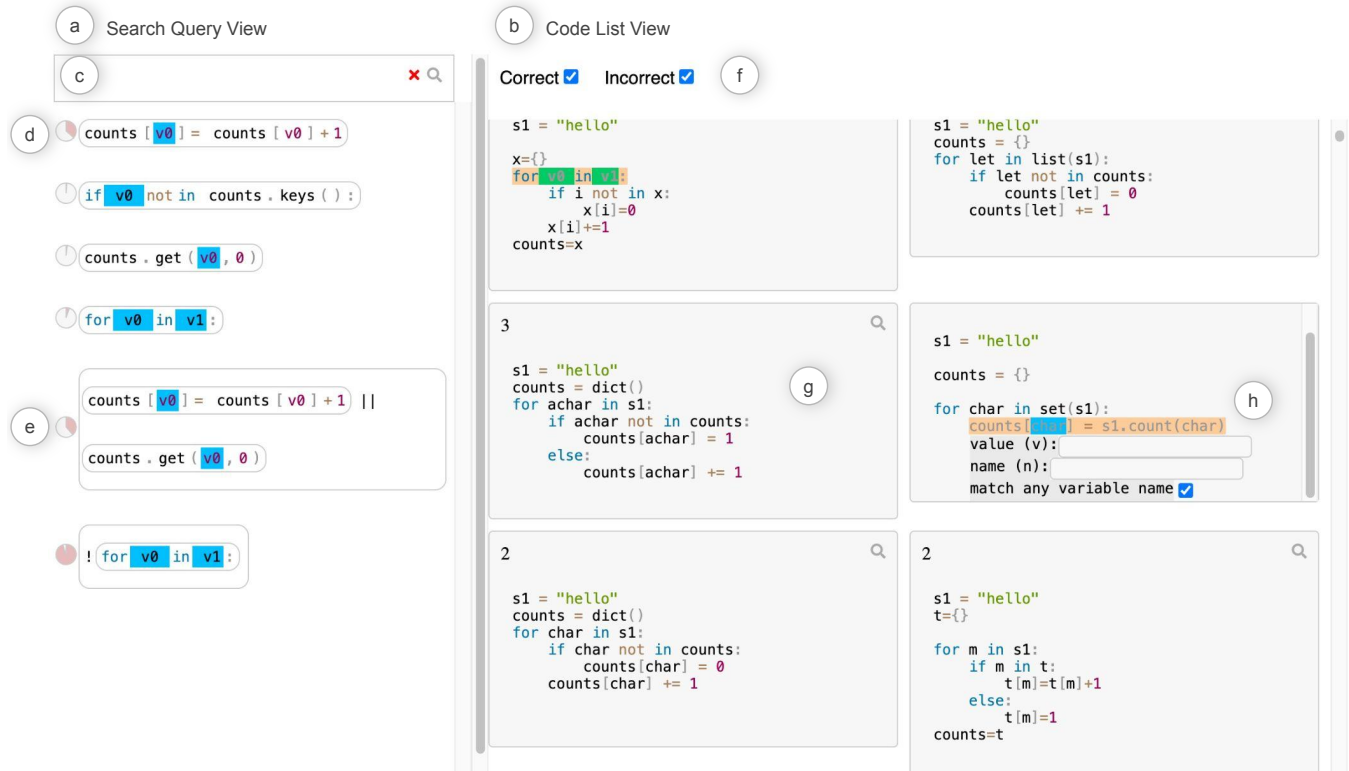 a Search Query View
c
d counts [ v0 ] = counts [ v0 ] + 1
if v0 not in counts . keys ( ) :
counts . get ( v0 , 0 )
for v0 in v1 :
e
counts [ v0 ] = counts [ v0 ] + 1 ||
counts . get ( v0 , 0 )
! for v0 in v1 :
b Code List View
Correct Incorrect f
s1 = "hello"
x={}
for v0 in v1:
if i not in x:
x[i]=0
x[i]+=1
counts=x
s1 = "hello"
counts = {}
for let in list(s1):
if let not in counts:
counts[let] = 0
counts[let] += 1
3
s1 = "hello"
counts = dict()
for achar in s1:
if achar not in counts:
counts[achar] = 1
else:
counts[achar] += 1
g
s1 = "hello"
counts = {}
for char in set(s1):
counts[char] = s1.count(char)
value (v):
name (n):
match any variable name
h
2
s1 = "hello"
counts = dict()
for char in s1:
if char not in counts:
counts[char] = 0
counts[char] += 1
2
s1 = "hello"
t={}
for m in s1:
if m in t:
t[m]=t[m]+1
else:
t[m]=1
counts=t